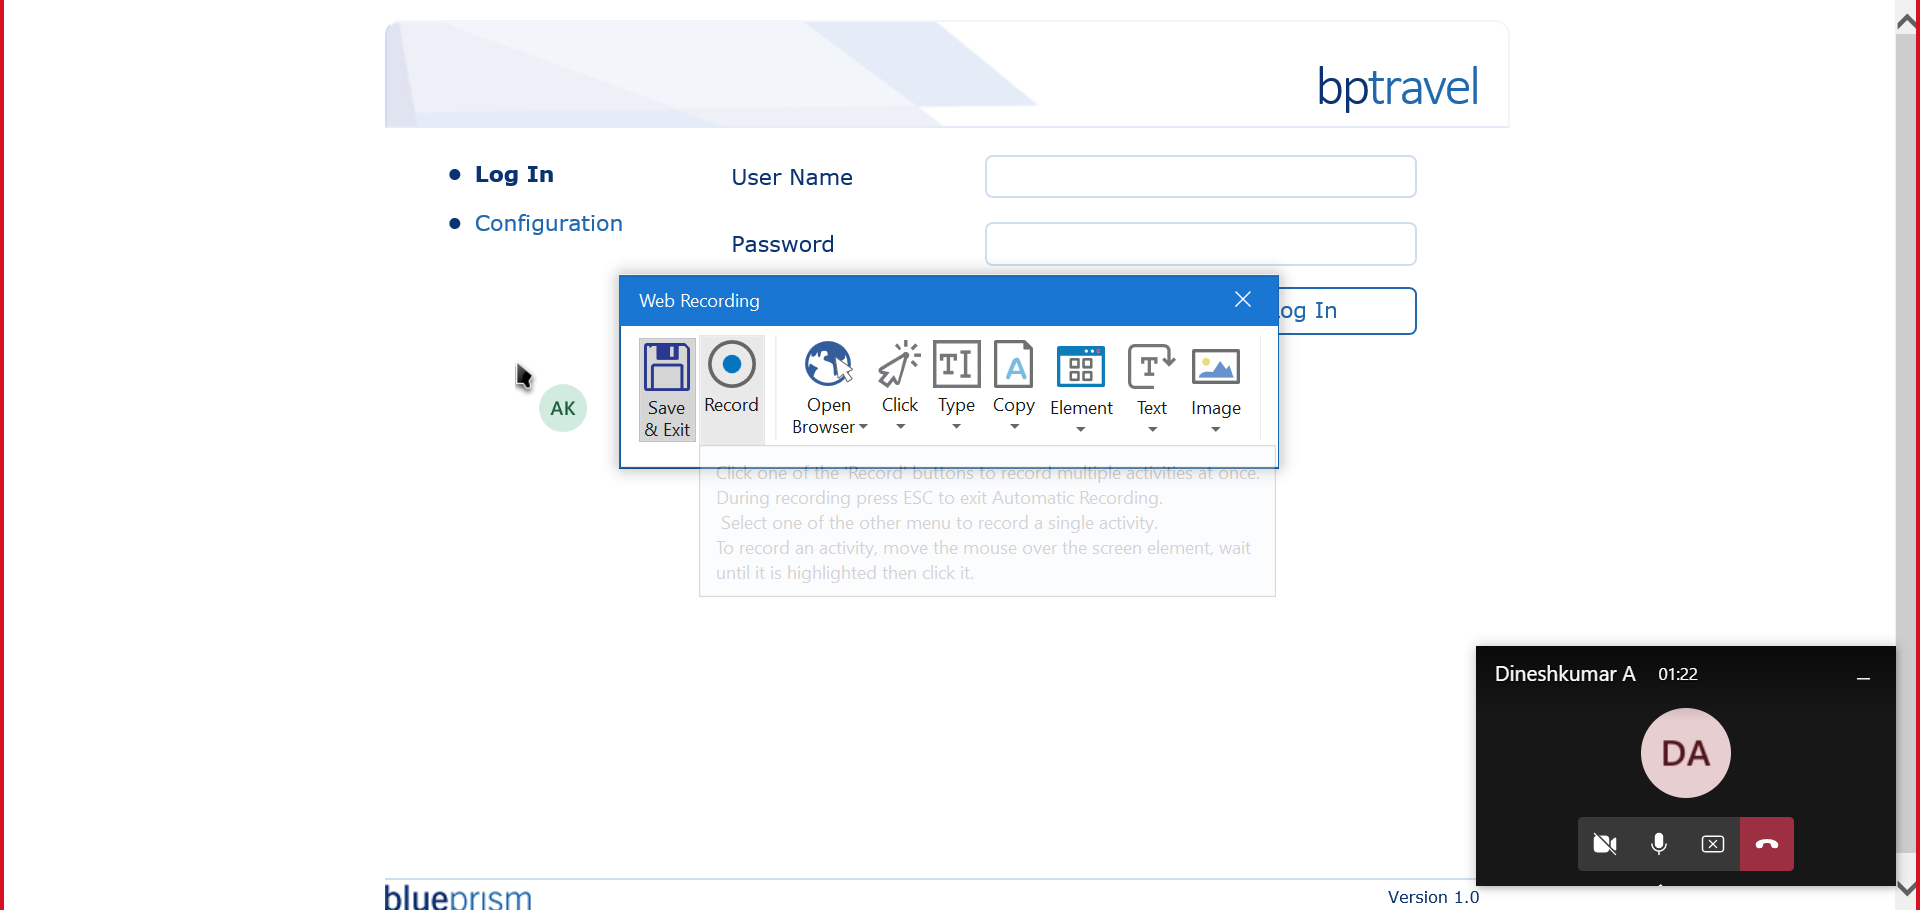 bptravel
Log In
Configuration
User Name
Password
Log In
Web Recording
Save & Exit
Record
Open Browser
Click
Type
Copy
Element
Text
Image
Click one of the 'Record' buttons to record multiple activities at once.
During recording press ESC to exit Automatic Recording.
Select one of the other menu to record a single activity.
To record an activity, move the mouse over the screen element, wait
until it is highlighted then click it.
AK
Dineshkumar A 01:22
DA
blueprism
Version 1.0